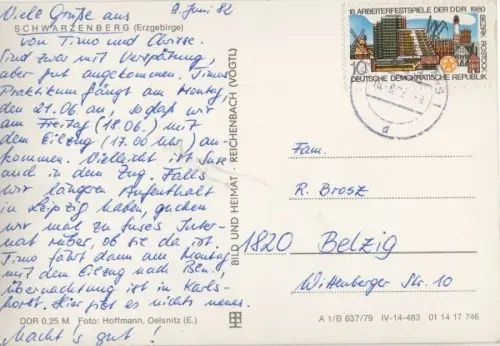 Viele Grüße aus 9. Juni 82
SCHWARZENBERG (Erzgebirge)
von Timo und
Sind zwar mit Verspätung,
aber gut angekommen. Timos
Praktikum fängt am Montag,
den 21.06. an, so daß wir
am Freitag (18.06.) mit
dem Eilzug (17.00 Uhr) an-
kommen. Vielleicht ist Suse
auch in dem Zug. Falls
wir längeren Aufenthalt
in Leipzig haben, gucken
wir mal zu Suses Inter-
nat rüber, ob sie da ist.
Timo fährt dann am Montag
mit dem Eilzug nach Bln.
Übernachtung ist in Karls-
horst. Hier gibt es nichts neues.
DDR 0,25 M Foto: Hoffmann, Oelsnitz (E.)
Macht's gut!
BILD UND HEIMAT · REICHENBACH (VOGTL)
18. ARBEITERFESTSPIELE DER DDR 1980
BEZIRK ROSTOCK
10
DEUTSCHE DEMOKRATISCHE REPUBLIK
d
Fam.
R. Brosz
1820 Belzig
Wittenberger Str. 10
A 1/B 637/79 IV-14-483 01 14 17 746